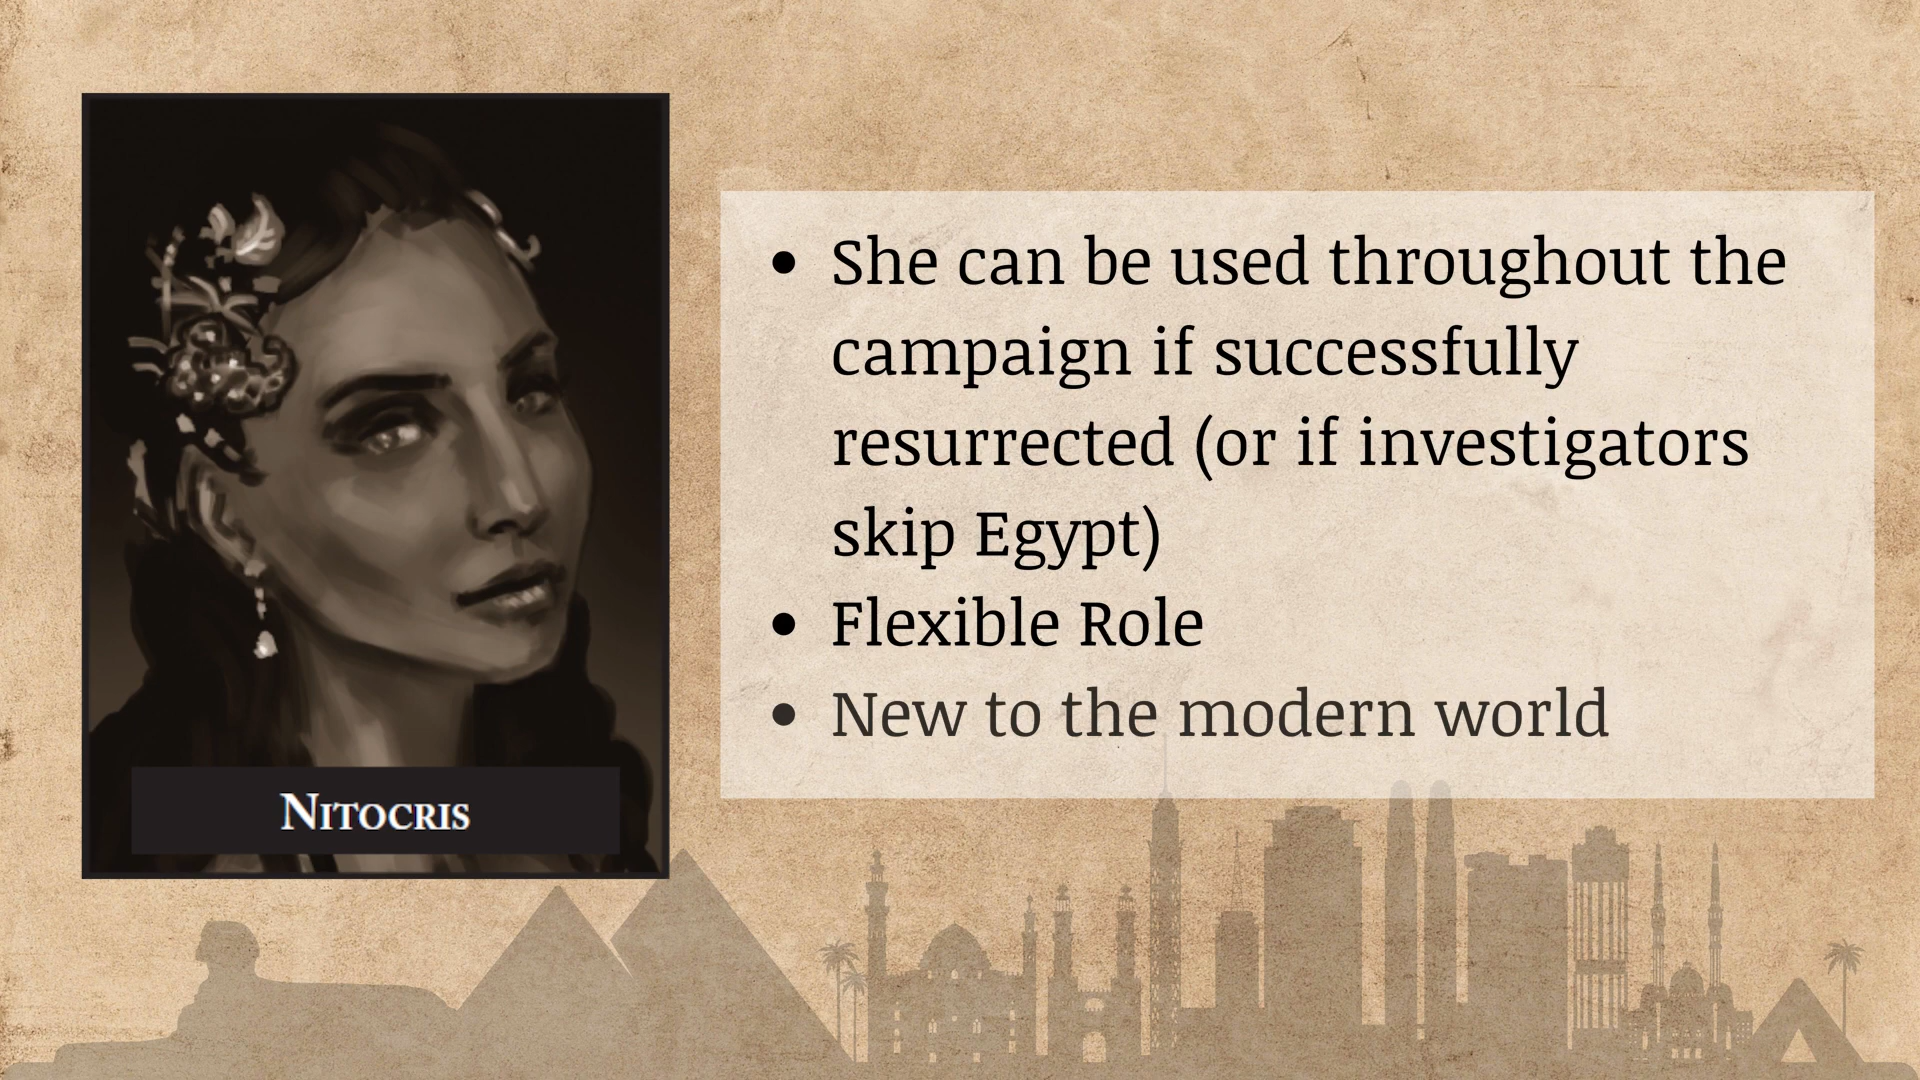 • She can be used throughout the
campaign if successfully
resurrected (or if investigators
skip Egypt)
• Flexible Role
• New to the modern world
Nitocris